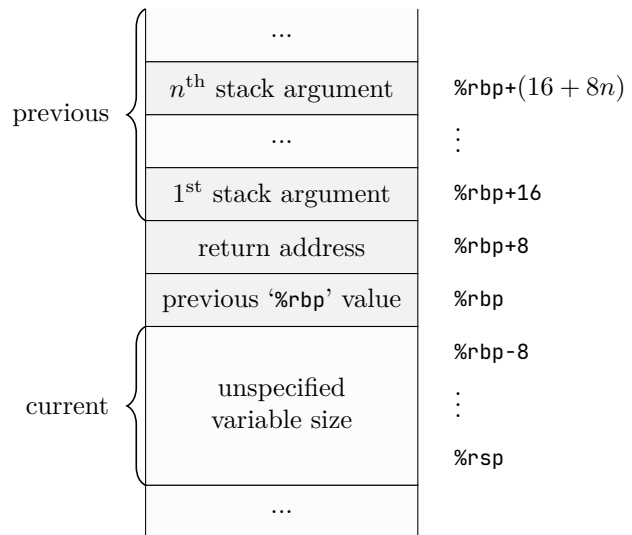 ...
nth stack argument %rbp+(16 + 8n)
previous
... ⋮
1st stack argument %rbp+16
return address %rbp+8
previous ‘%rbp’ value %rbp
%rbp-8
unspecified
current ⋮
variable size
%rsp
...